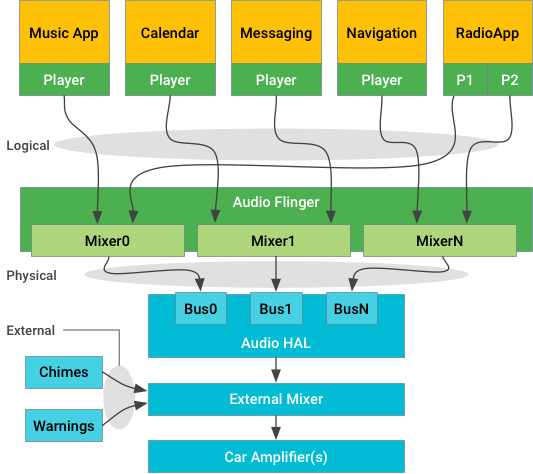 Music App
Calendar
Messaging
Navigation
RadioApp
Player
Player
Player
Player
P1
P2
Logical
Audio Flinger
Mixer0
Mixer1
MixerN
Physical
Bus0
Bus1
BusN
Audio HAL
External
Chimes
External Mixer
Warnings
Car Amplifier(s)